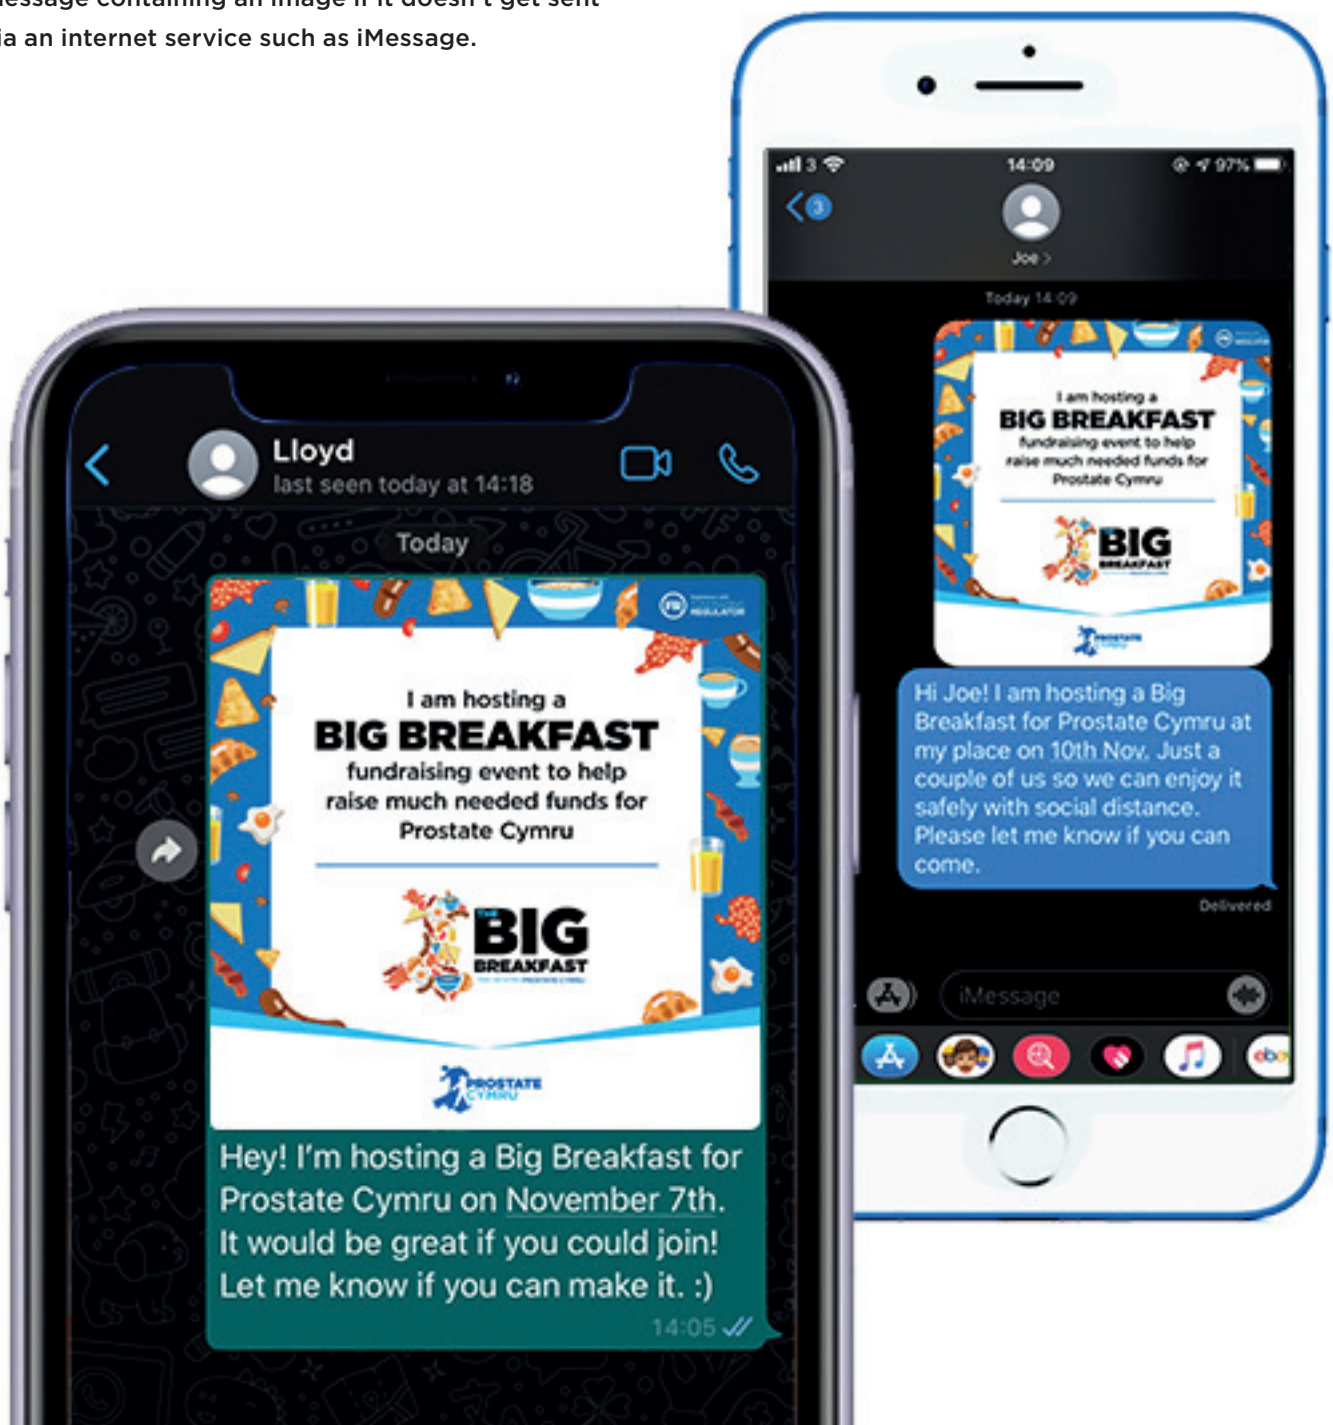 message containing an image if it doesn't get sent
via an internet service such as iMessage.
3
14:09
97%
3
Joe >
Today 14:09
I am hosting a
BIG BREAKFAST
fundraising event to help
raise much needed funds for
Prostate Cymru
THE
BIG
BREAKFAST
PROSTATE
CYMRU
Hi Joe! I am hosting a Big
Breakfast for Prostate Cymru at
my place on 10th Nov. Just a
couple of us so we can enjoy it
safely with social distance.
Please let me know if you can
come.
Delivered
iMessage
Lloyd
last seen today at 14:18
Today
FR
REGULATOR
I am hosting a
BIG BREAKFAST
fundraising event to help
raise much needed funds for
Prostate Cymru
THE
BIG
BREAKFAST
PROSTATE
CYMRU
Hey! I'm hosting a Big Breakfast for
Prostate Cymru on November 7th.
It would be great if you could join!
Let me know if you can make it. :)
14:05